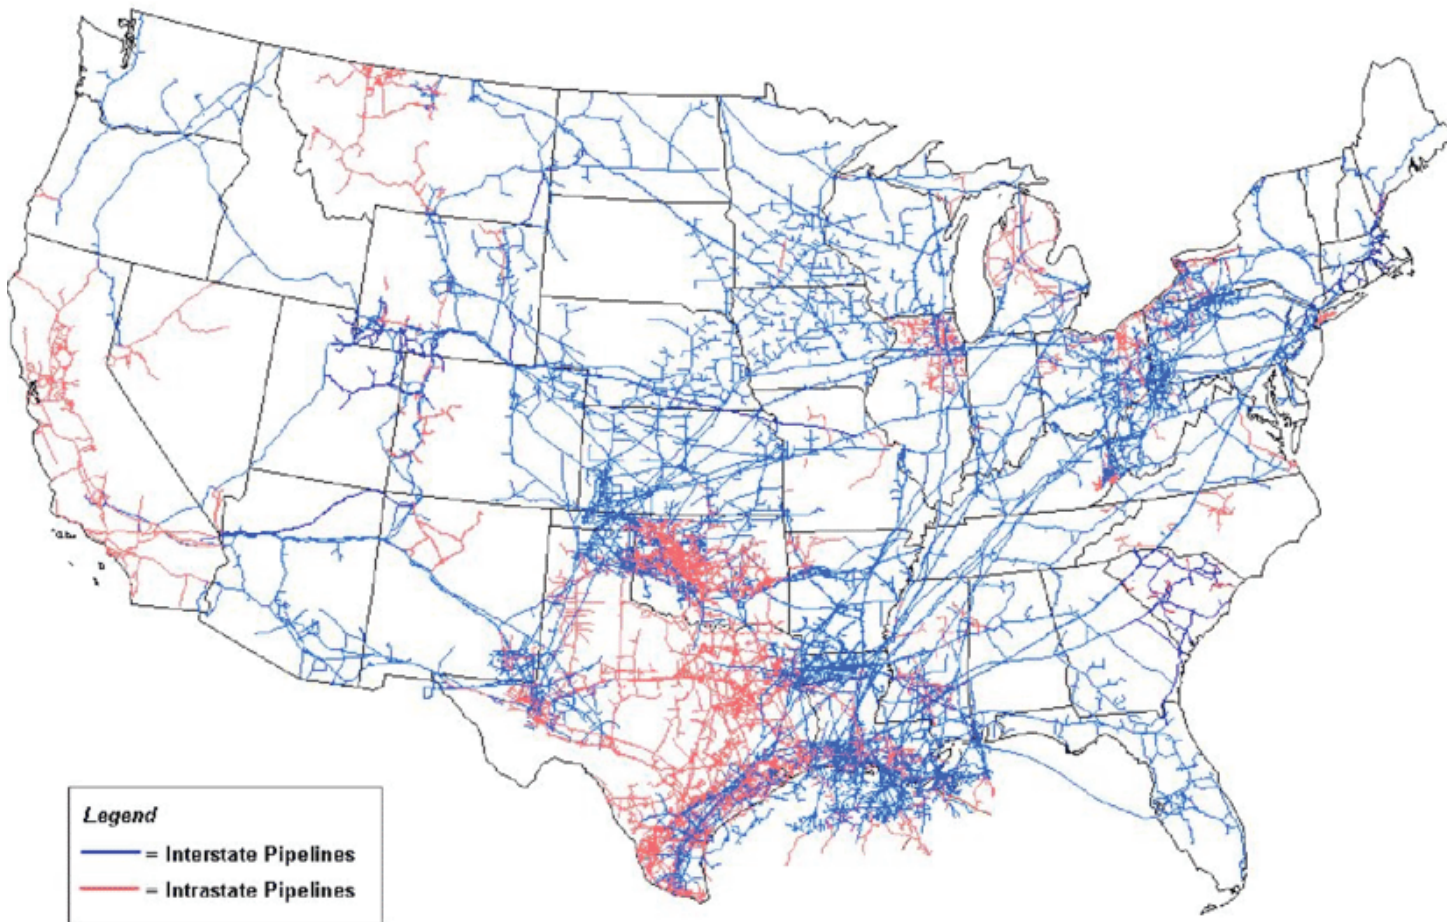 Legend
= Interstate Pipelines
= Intrastate Pipelines